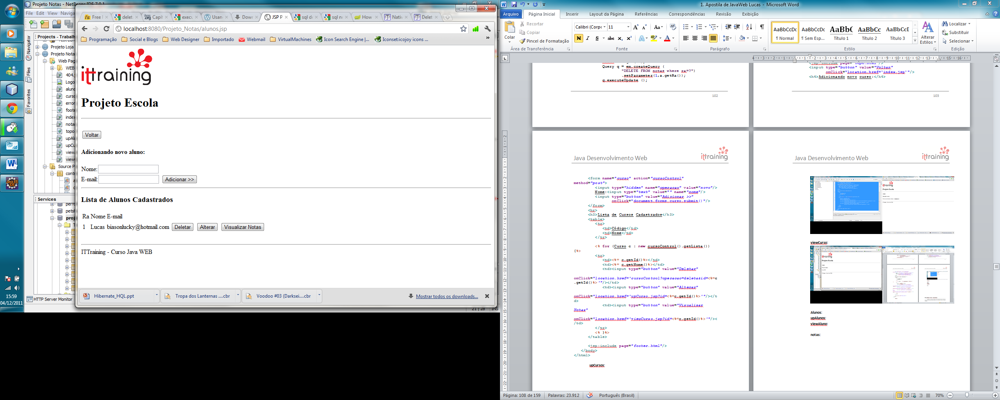 Projeto Notas - NetBeans IDE 7.0.1
File Edit View Naviga
Projects - Trabalh
Navigator
Files
Favorites
Projeto Loja
Projeto Nota
Web Pag
WEB-
404.j
Logo
aluno
curso
error
foote
index
notas
topo.
upAlu
upCu
view
view
Source P
contr
Services
petsh
proj
HTTP Server Monitor
21 | 28 INS
15:59
04/12/2011
Java EE IDE
Free
delet
Capít
execu
Usan
Dowr
JSP P
sql de
sql no
How
Nativ
Delet
localhost:8080/Projeto_Notas/alunos.jsp
Programação Social e Blogs Web Designer Importado Webmail VirtualMachines Icon Search Engine |... Iconset:icojoy icons ...
ittraining
Projeto Escola
Voltar
Adicionando novo aluno:
Nome:
E-mail: Adicionar >>
Lista de Alunos Cadastrados
Ra Nome E-mail
1 Lucas biasonlucky@hotmail.com Deletar Alterar Visualizar Notas
ITTraining - Curso Java WEB
Hibernate_HQL.ppt Tropa dos Lanternas ....cbr Voodoo #03 (Darksei....cbr Mostrar todos os downloads...
1. Apostila de JavaWeb Lucas - Microsoft Word
Arquivo Página Inicial Inserir Layout da Página Referências Correspondências Revisão Exibição
Colar
Recortar
Copiar
Pincel de Formatação
Área de Transferência
Calibri (Corpo 11
Fonte
Parágrafo
AaBbCcDc AaBbCcDc AaBbC AaBbCc AaBbCcI
¶ Normal ¶ Sem Esp... Título 1 Título 2 Título 3
Alterar Estilos
Estilo
Localizar
Substituir
Selecionar
Edição
Query q = em.createQuery (
"DELETE FROM notas where ra=?")
.setParameter(1,a.getRa());
q.executeUpdate ();
102
<jsp:include page="topo.html"/>
<input type="button" value="Voltar"
onClick="location.href='index.jsp'"/>
<h4>Adicionando novo curso:</h4>
103
Java Desenvolvimento Web
ittraining
<form name="curso" action="cursoControl"
method="post">
<input type="hidden" name="operacao" value="novo"/>
Nome:<input type="text" value="" name="nome"/>
<input type="button" value="Adicionar >>"
onClick="document.forms.curso.submit()"/>
</form>
<hr>
<h3>Lista de Cursos Cadastrados</h3>
<table>
<tr>
<td>Código</td>
<td>Nome</td>
</tr>
<% for (Curso c : new cursoControl().getLista())
{%>
<tr>
<td><%= c.getId()%></td>
<td><%= c.getNome()%></td>
<td><input type="button" value="Deletar"
onClick="location.href='cursoControl?operacao=deleta&id=<%=c
.getId()%>'"/></td>
<td><input type="button" value="Alterar"
onClick="location.href='upCurso.jsp?id=<%=c.getId()%>'"/></t
d>
<td><input type="button" value="Visualizar
Notas"
onClick="location.href='viewCurso.jsp?id=<%=c.getId()%>'"/><
/td>
</tr>
<% }%>
</table>
<jsp:include page="footer.html"/>
</body>
</html>
upCursos:
Java Desenvolvimento Web
ittraining
viewCurso:
Alunos:
upAlunos:
viewAluno:
notas:
Página: 108 de 159 Palavras: 23.912 Português (Brasil) 70%